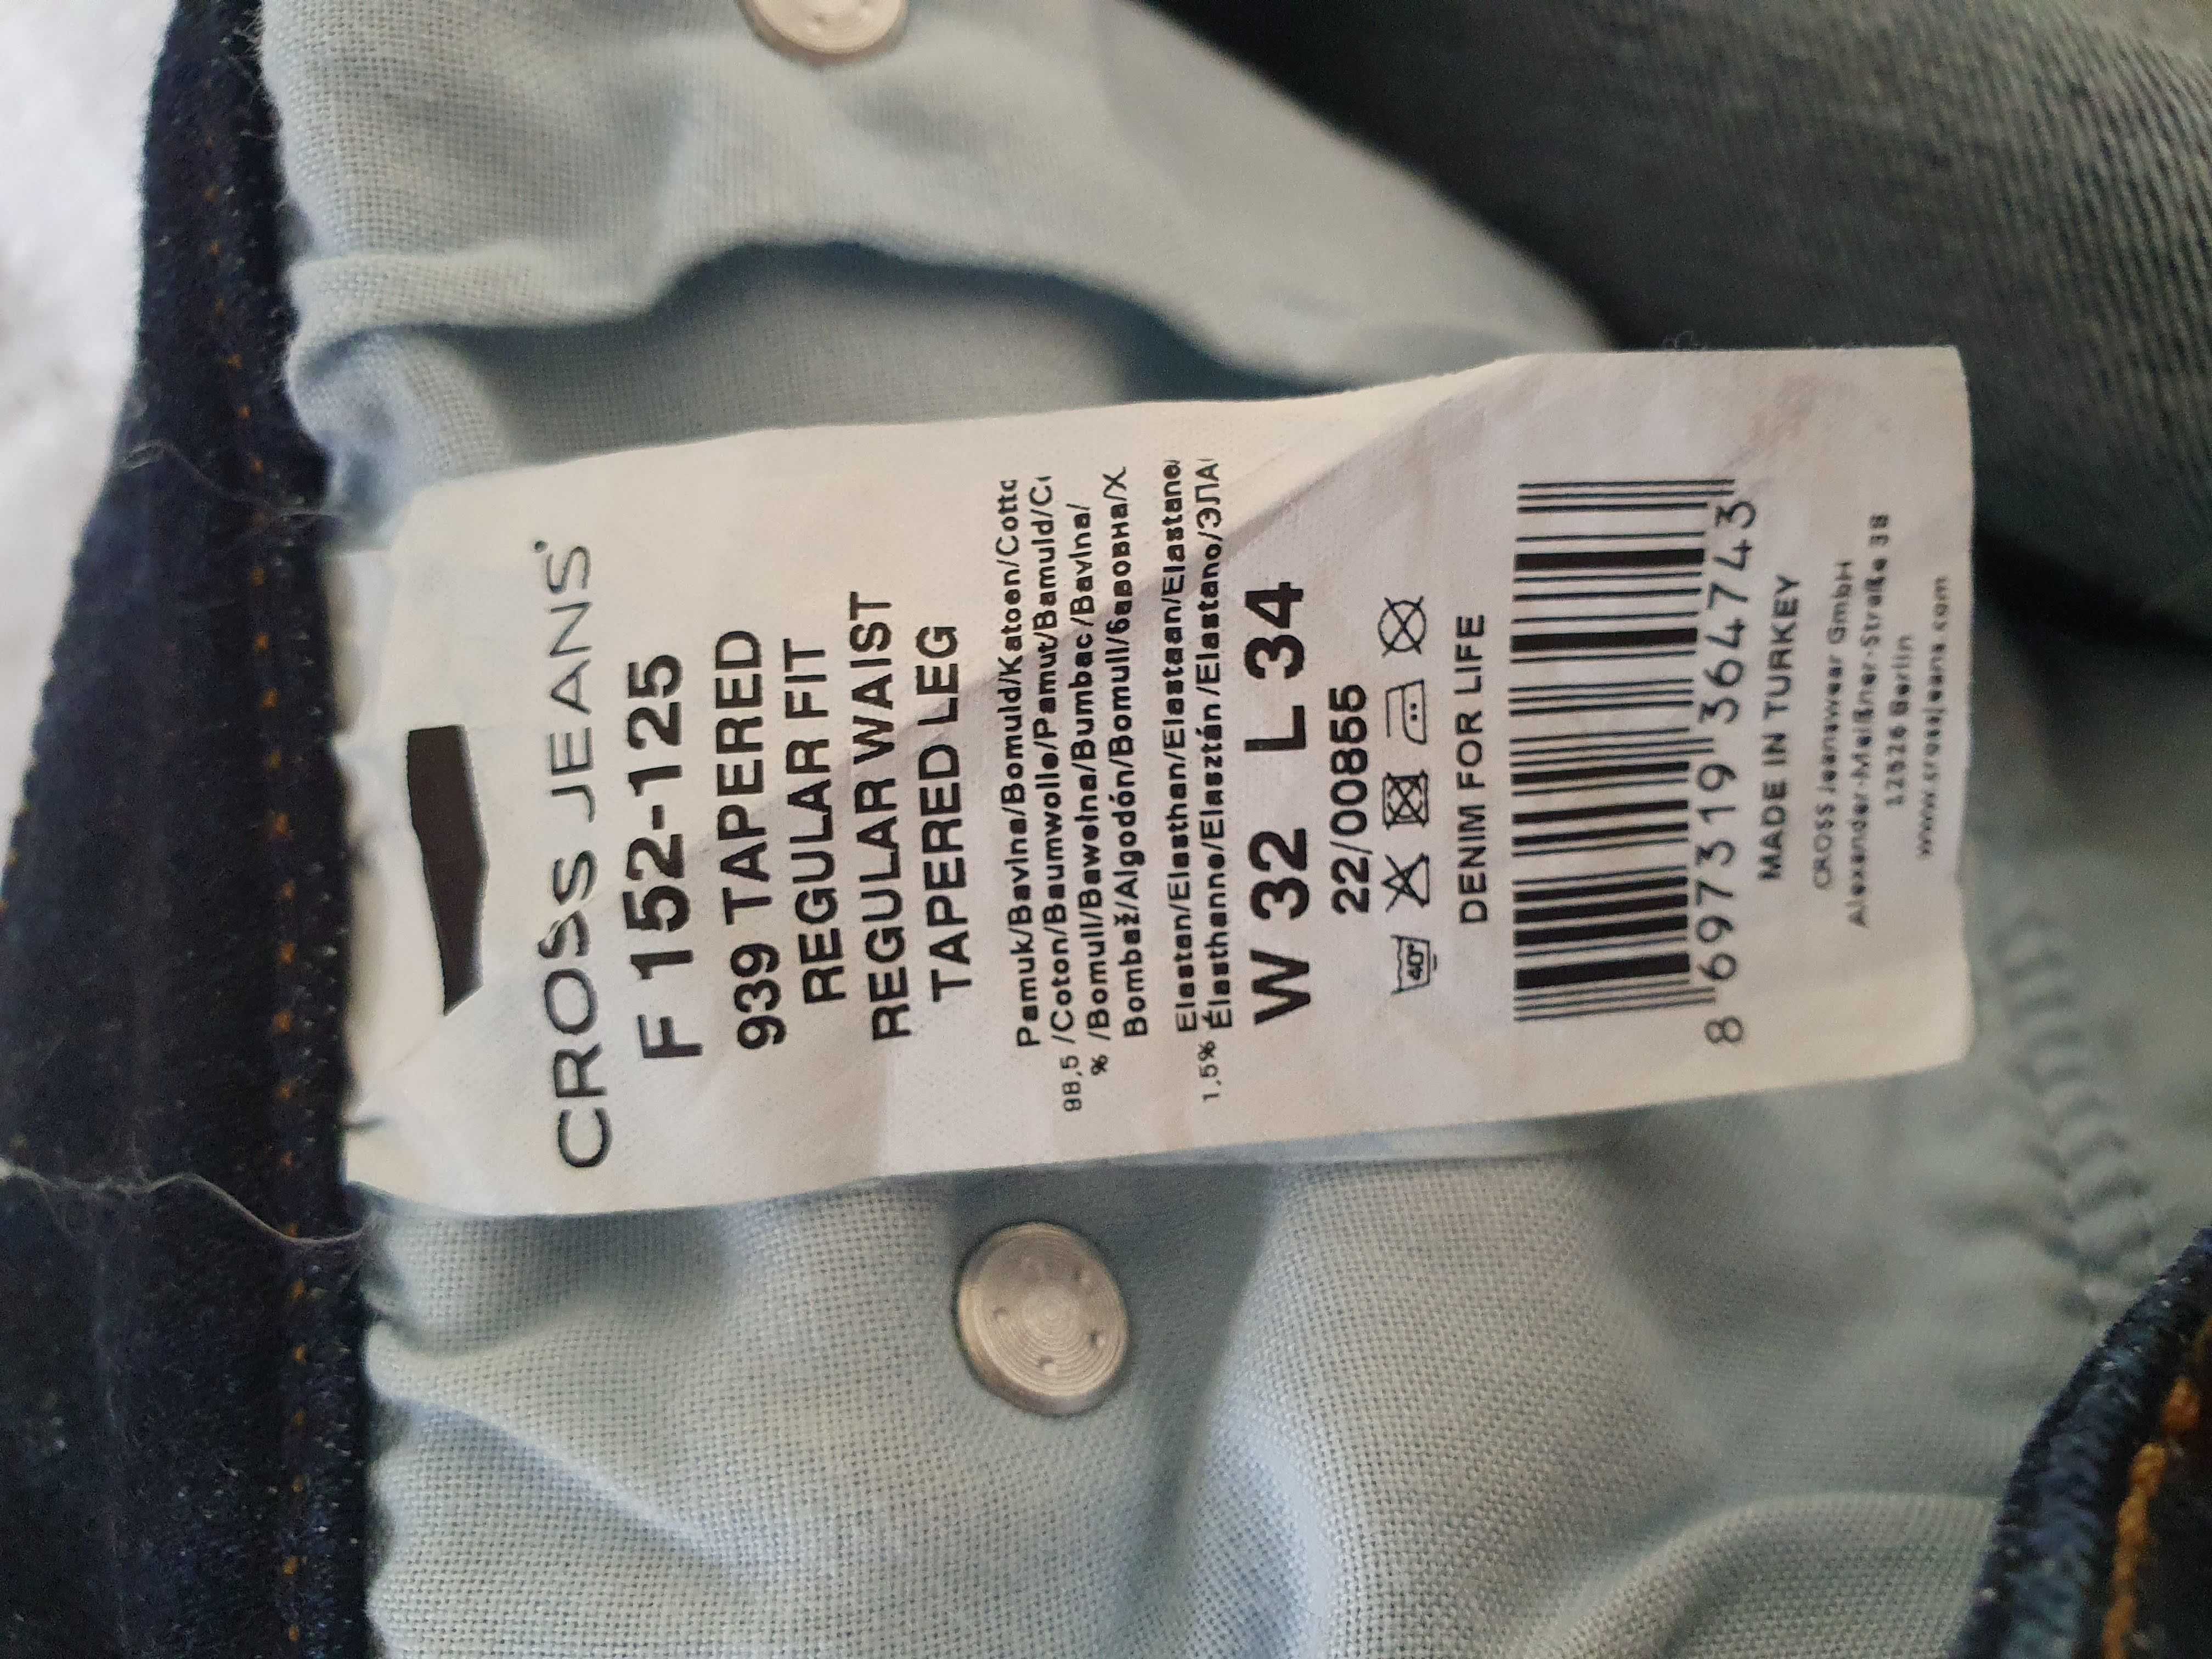 CROSS JEANS
F 152-125
939 TAPERED
REGULAR FIT
REGULAR WAIST
TAPERED LEG
Pamuk/Bavlna/Bomuld/Katoen/Cotto
98,5 /Coton/Baumwolle/Pamut/Bamuld/Co
% /Bomull/Bawełna/Bumbac /Bavlna/
Bombaž/Algodón/Bomull/бавовна/Х
Elastan/Elasthan/Elastaan/Elastane/
1,5% Élasthanne/Elasztán /Elastano/ЭЛА
W 32 L 34
22/00855
40°
DENIM FOR LIFE
8 697319 364743
MADE IN TURKEY
CROSS Jeanswear GmbH
Alexander-Meißner-Straße 38
12526 Berlin
www.crossjeans.com